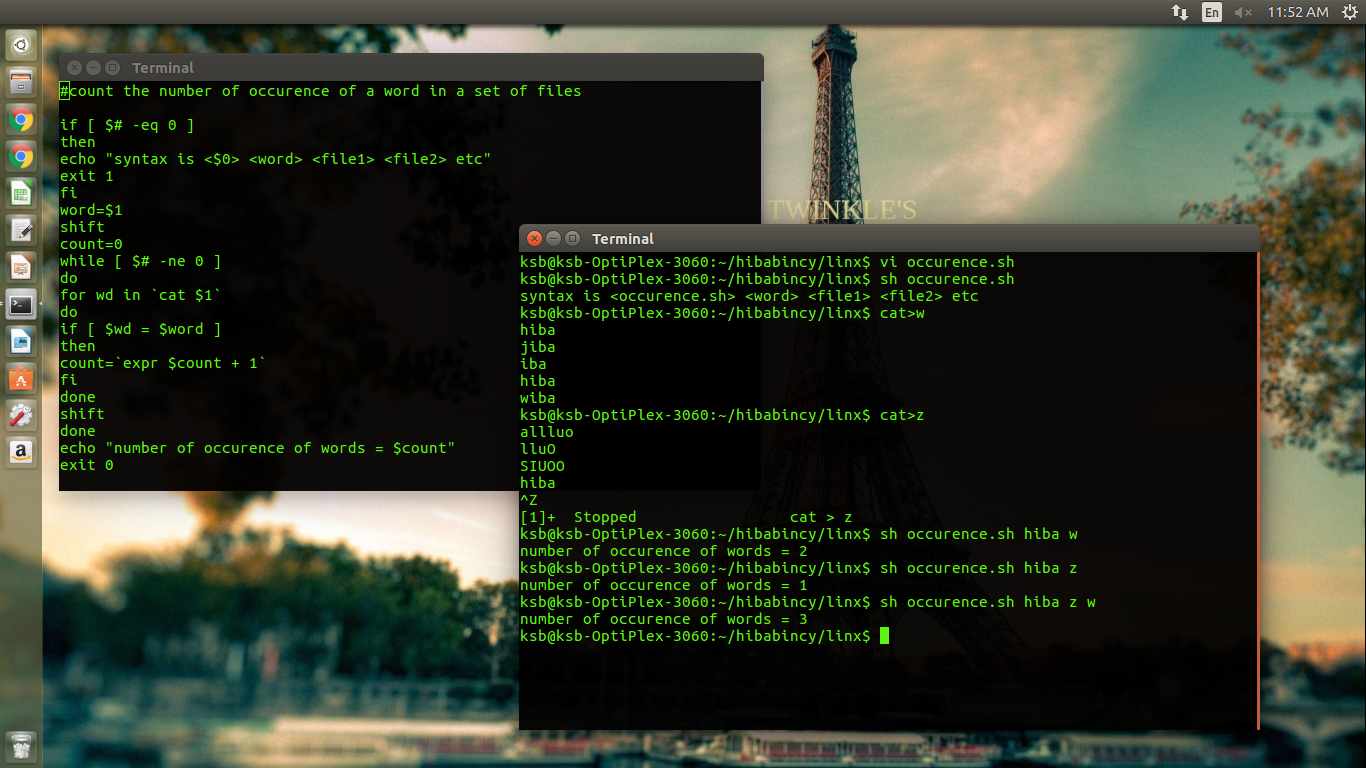 En
11:52 AM
Terminal
#count the number of occurence of a word in a set of files
if [ $# -eq 0 ]
then
echo "syntax is <$0> <word> <file1> <file2> etc"
exit 1
fi
word=$1
shift
count=0
while [ $# -ne 0 ]
do
for wd in `cat $1`
do
if [ $wd = $word ]
then
count=`expr $count + 1`
fi
done
shift
done
echo "number of occurence of words = $count"
exit 0
TWINKLE'S
Terminal
ksb@ksb-OptiPlex-3060:~/hibabincy/linx$ vi occurence.sh
ksb@ksb-OptiPlex-3060:~/hibabincy/linx$ sh occurence.sh
syntax is <occurence.sh> <word> <file1> <file2> etc
ksb@ksb-OptiPlex-3060:~/hibabincy/linx$ cat>w
hiba
jiba
iba
hiba
wiba
ksb@ksb-OptiPlex-3060:~/hibabincy/linx$ cat>z
allluo
lluO
SIUOO
hiba
^Z
[1]+  Stopped                 cat > z
ksb@ksb-OptiPlex-3060:~/hibabincy/linx$ sh occurence.sh hiba w
number of occurence of words = 2
ksb@ksb-OptiPlex-3060:~/hibabincy/linx$ sh occurence.sh hiba z
number of occurence of words = 1
ksb@ksb-OptiPlex-3060:~/hibabincy/linx$ sh occurence.sh hiba z w
number of occurence of words = 3
ksb@ksb-OptiPlex-3060:~/hibabincy/linx$